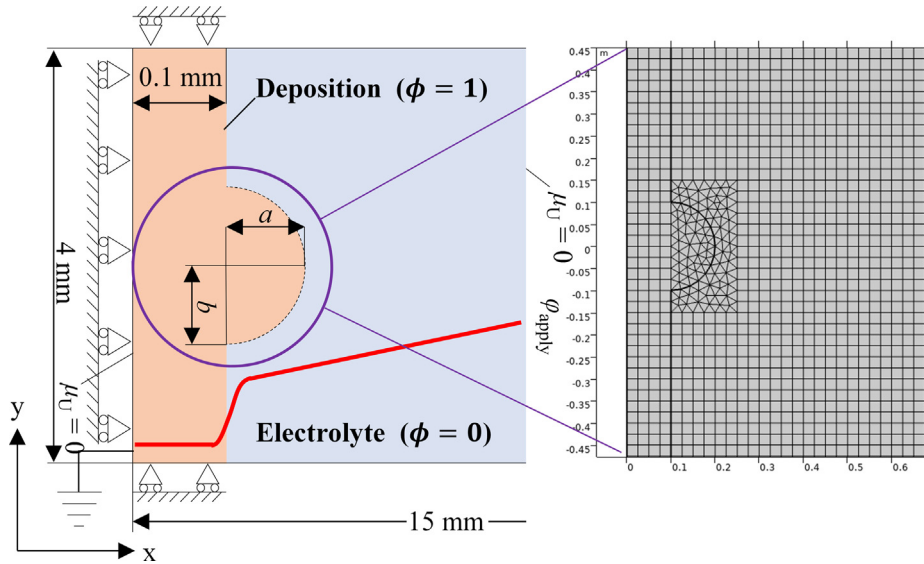 0.1 mm
Deposition (ϕ = 1)
a
b
4 mm
μU = 0
μU = 0
φapply
Electrolyte (ϕ = 0)
y
x
15 mm
m
0.45
0.4
0.35
0.3
0.25
0.2
0.15
0.1
0.05
0
-0.05
-0.1
-0.15
-0.2
-0.25
-0.3
-0.35
-0.4
-0.45
0 0.1 0.2 0.3 0.4 0.5 0.6